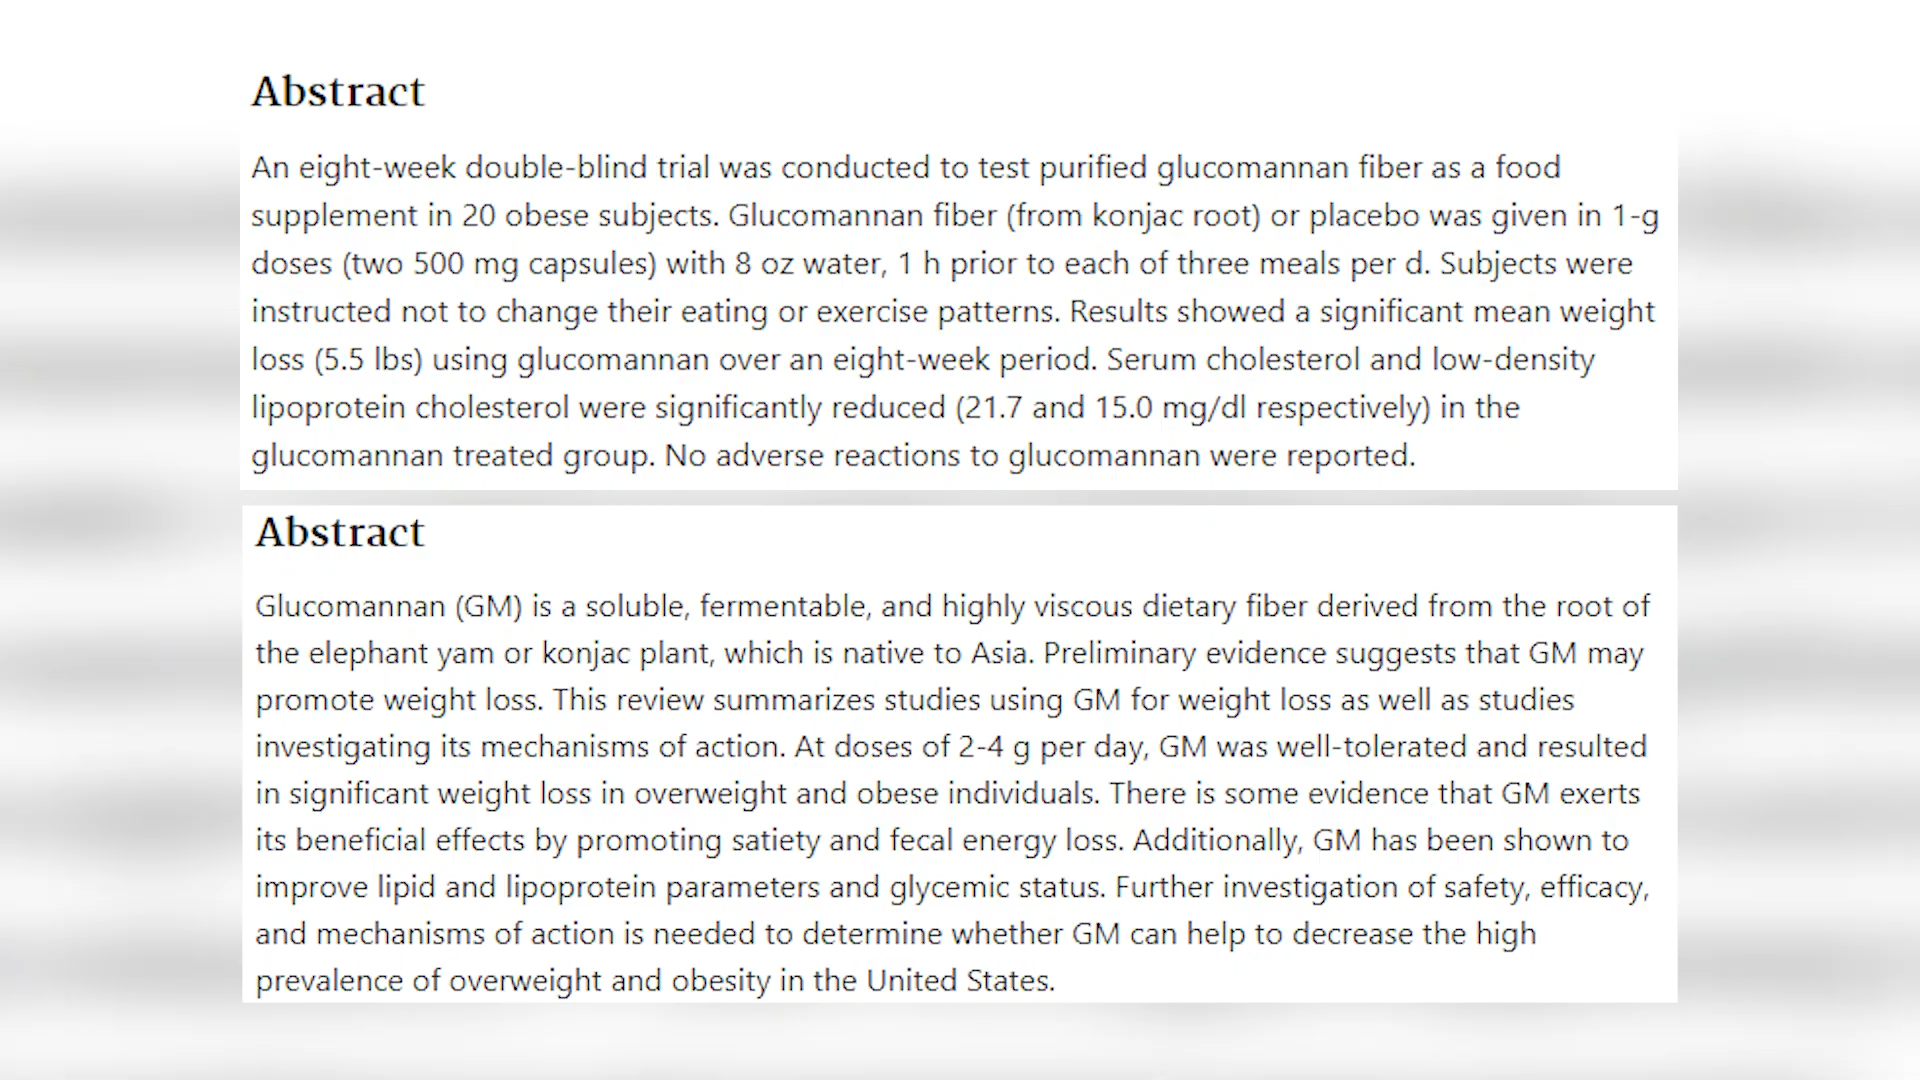 Abstract
An eight-week double-blind trial was conducted to test purified glucomannan fiber as a food
supplement in 20 obese subjects. Glucomannan fiber (from konjac root) or placebo was given in 1-g
doses (two 500 mg capsules) with 8 oz water, 1 h prior to each of three meals per d. Subjects were
instructed not to change their eating or exercise patterns. Results showed a significant mean weight
loss (5.5 lbs) using glucomannan over an eight-week period. Serum cholesterol and low-density
lipoprotein cholesterol were significantly reduced (21.7 and 15.0 mg/dl respectively) in the
glucomannan treated group. No adverse reactions to glucomannan were reported.
Abstract
Glucomannan (GM) is a soluble, fermentable, and highly viscous dietary fiber derived from the root of
the elephant yam or konjac plant, which is native to Asia. Preliminary evidence suggests that GM may
promote weight loss. This review summarizes studies using GM for weight loss as well as studies
investigating its mechanisms of action. At doses of 2-4 g per day, GM was well-tolerated and resulted
in significant weight loss in overweight and obese individuals. There is some evidence that GM exerts
its beneficial effects by promoting satiety and fecal energy loss. Additionally, GM has been shown to
improve lipid and lipoprotein parameters and glycemic status. Further investigation of safety, efficacy,
and mechanisms of action is needed to determine whether GM can help to decrease the high
prevalence of overweight and obesity in the United States.